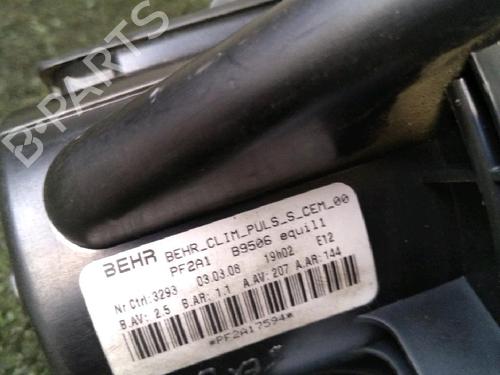 B-PARTS
BEHR BEHR_CLIM_PULS_S_CEM_00
PF2A1 B9506 equill
Nr.Ctrl:3293 03.03.08 19h02 E12
B.AV: 2.5 B.AR: 1.1 A.AV: 207 A.AR: 144
*PF2A17594*